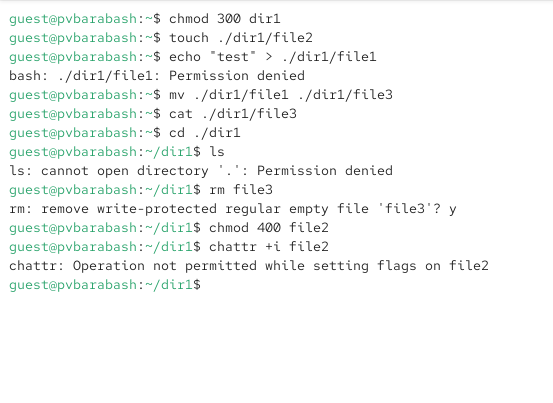 guest@pvbarabash:~$ chmod 300 dir1
guest@pvbarabash:~$ touch ./dir1/file2
guest@pvbarabash:~$ echo "test" > ./dir1/file1
bash: ./dir1/file1: Permission denied
guest@pvbarabash:~$ mv ./dir1/file1 ./dir1/file3
guest@pvbarabash:~$ cat ./dir1/file3
guest@pvbarabash:~$ cd ./dir1
guest@pvbarabash:~/dir1$ ls
ls: cannot open directory '.': Permission denied
guest@pvbarabash:~/dir1$ rm file3
rm: remove write-protected regular empty file 'file3'? y
guest@pvbarabash:~/dir1$ chmod 400 file2
guest@pvbarabash:~/dir1$ chattr +i file2
chattr: Operation not permitted while setting flags on file2
guest@pvbarabash:~/dir1$